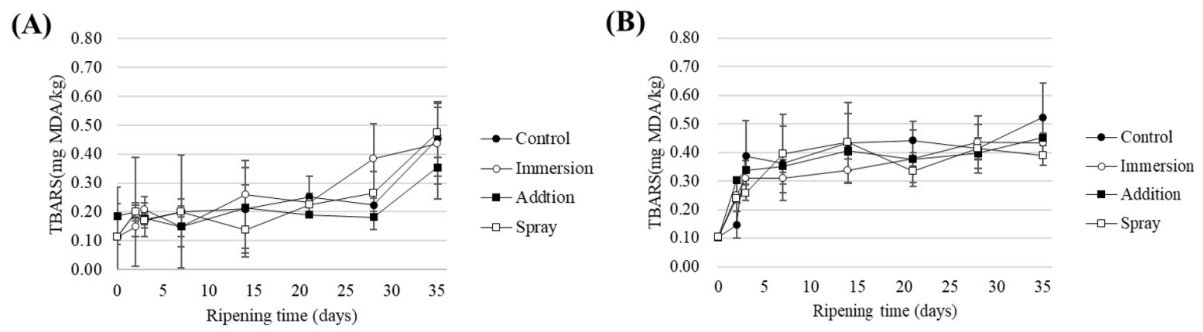 (A)
0.80
0.70
0.60
0.50
0.40
0.30
0.20
0.10
0.00
TBARS(mg MDA/kg)
0 5 10 15 20 25 30 35
Ripening time (days)
Control
Immersion
Addtion
Spray
(B)
0.80
0.70
0.60
0.50
0.40
0.30
0.20
0.10
0.00
TBARS(mg MDA/kg)
0 5 10 15 20 25 30 35
Ripening time (days)
Control
Immersion
Addition
Spray